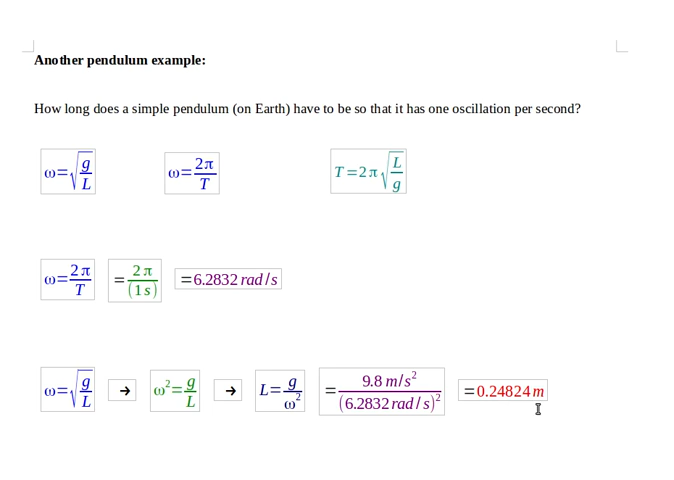 Another pendulum example:
How long does a simple pendulum (on Earth) have to be so that it has one oscillation per second?
ω=√(g/L) ω=2π/T T=2π√(L/g)
ω=2π/T =2π/(1s) =6.2832 rad/s
ω=√(g/L) → ω²=g/L → L=g/ω² =9.8 m/s²/(6.2832 rad/s)² =0.24824 m